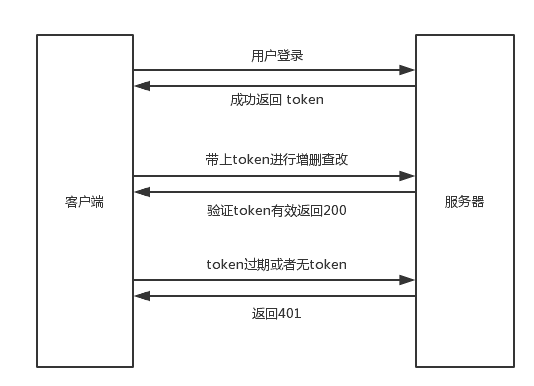 用户登录
成功返回 token
带上token进行增删查改
客户端
服务器
验证token有效返回200
token过期或者无token
返回401